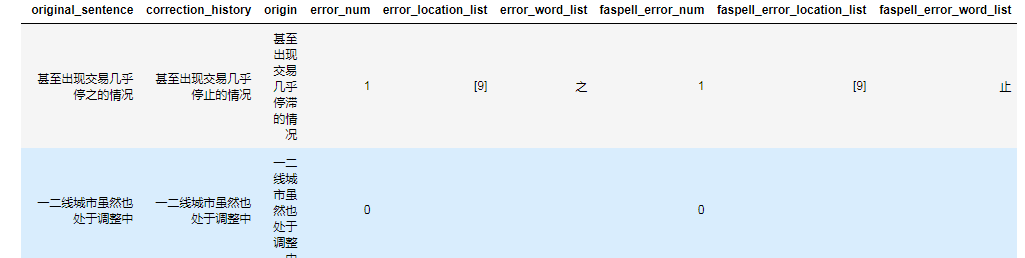 original_sentence correction_history origin error_num error_location_list error_word_list faspell_error_num faspell_error_location_list faspell_error_word_list
甚至出现交易几乎停之的情况 甚至出现交易几乎停止的情况 甚至出现交易几乎停滞的情况 1 [9] 之 1 [9] 止
一二线城市虽然也处于调整中 一二线城市虽然也处于调整中 一二线城市虽然也处于调整中 0 0